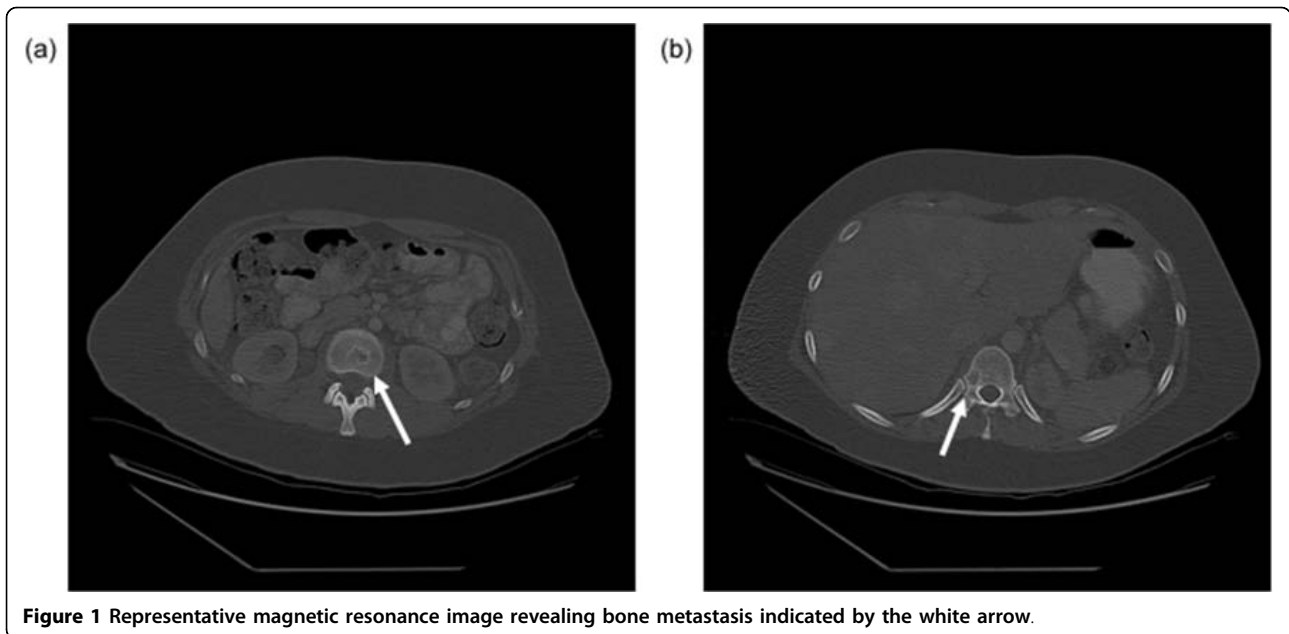 (a)
(b)
Figure 1 Representative magnetic resonance image revealing bone metastasis indicated by the white arrow.